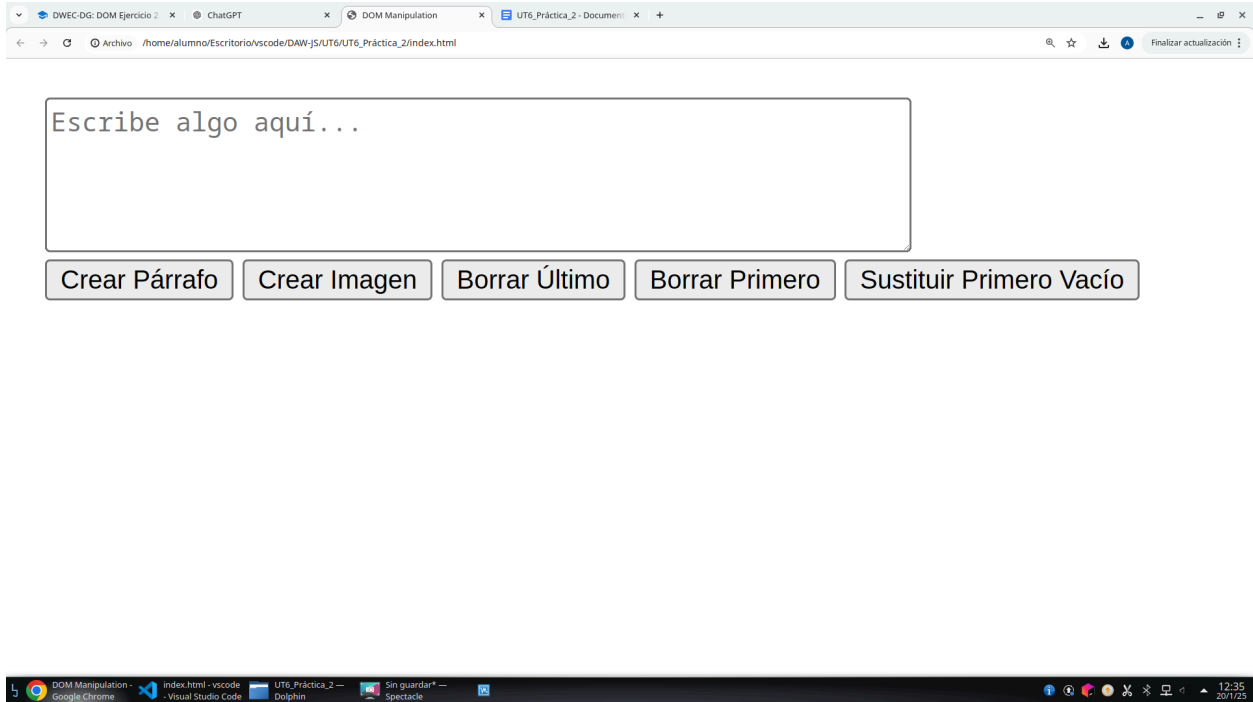 DWEC-DG: DOM Ejercicio 2 ChatGPT DOM Manipulation UT6_Práctica_2 - Document
Archivo /home/alumno/Escritorio/vscode/DAW-JS/UT6/UT6_Práctica_2/index.html A Finalizar actualización
Escribe algo aquí...
Crear Párrafo Crear Imagen Borrar Último Borrar Primero Sustituir Primero Vacío
DOM Manipulation - Google Chrome
index.html - vscode - Visual Studio Code
UT6_Práctica_2 — Dolphin
Sin guardar* — Spectacle
12:35
20/1/25